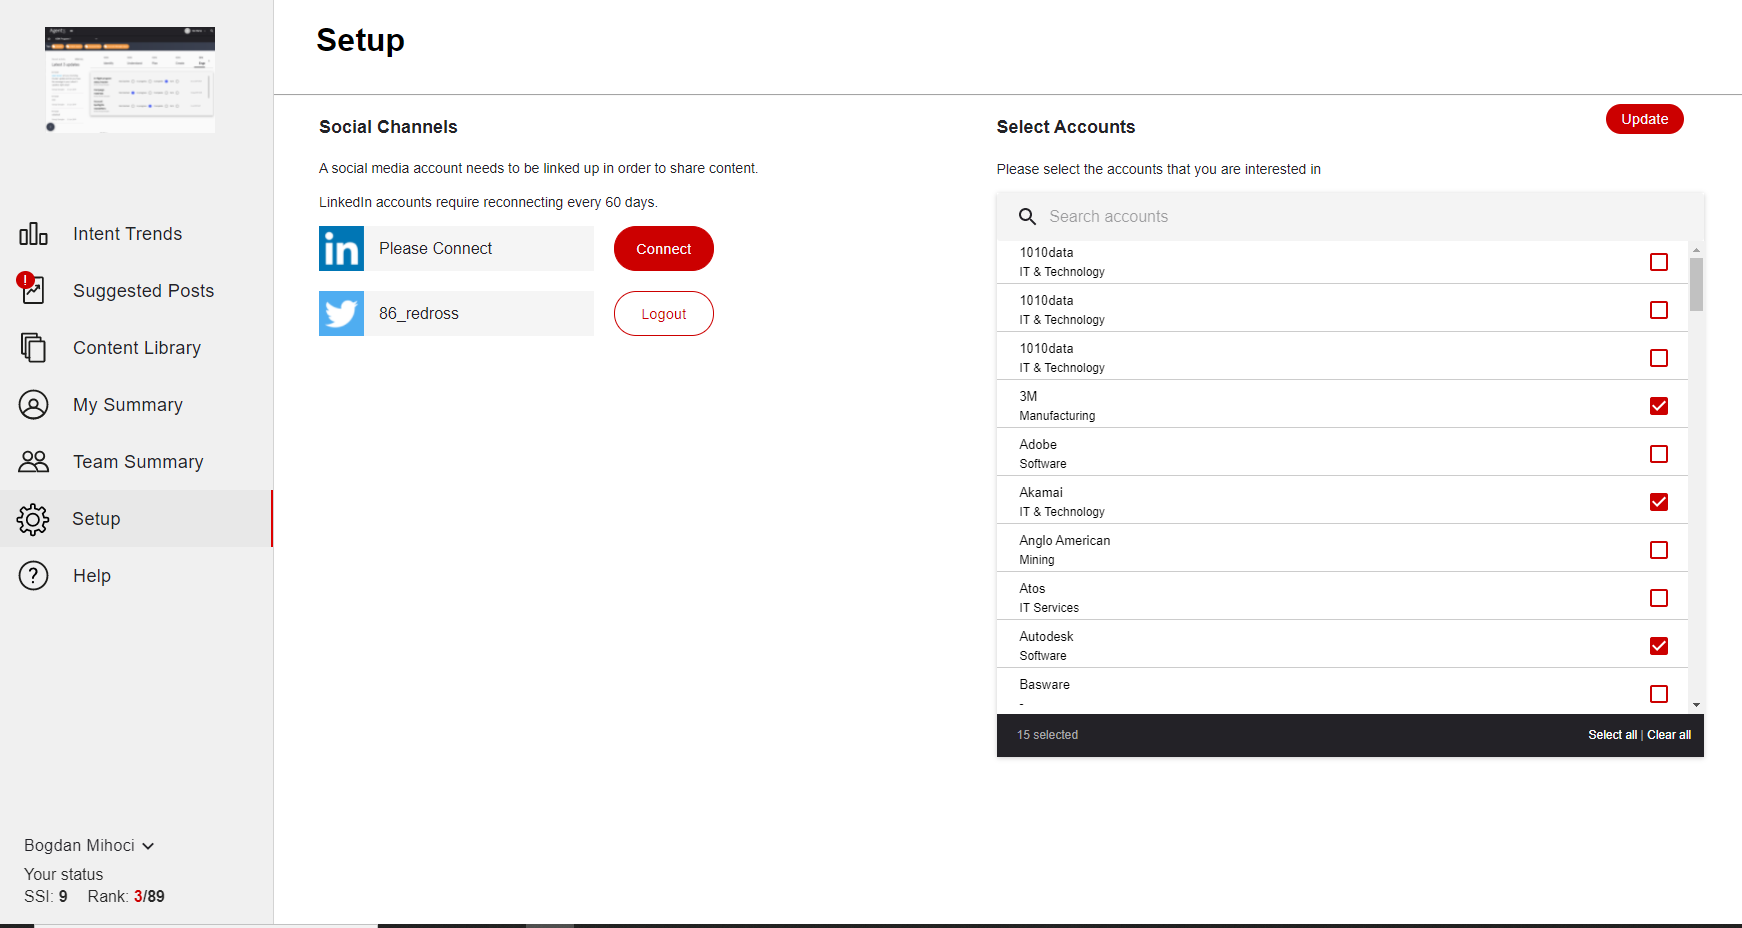 Setup
Intent Trends
!
Suggested Posts
Content Library
My Summary
Team Summary
Setup
?
Help
Bogdan Mihoci
Your status
SSI: 9 Rank: 3/89
Social Channels
A social media account needs to be linked up in order to share content.
LinkedIn accounts require reconnecting every 60 days.
in
Please Connect
Connect
86_redross
Logout
Select Accounts
Update
Please select the accounts that you are interested in
Search accounts
1010data
IT & Technology
1010data
IT & Technology
1010data
IT & Technology
3M
Manufacturing
Adobe
Software
Akamai
IT & Technology
Anglo American
Mining
Atos
IT Services
Autodesk
Software
Basware
-
15 selected
Select all | Clear all